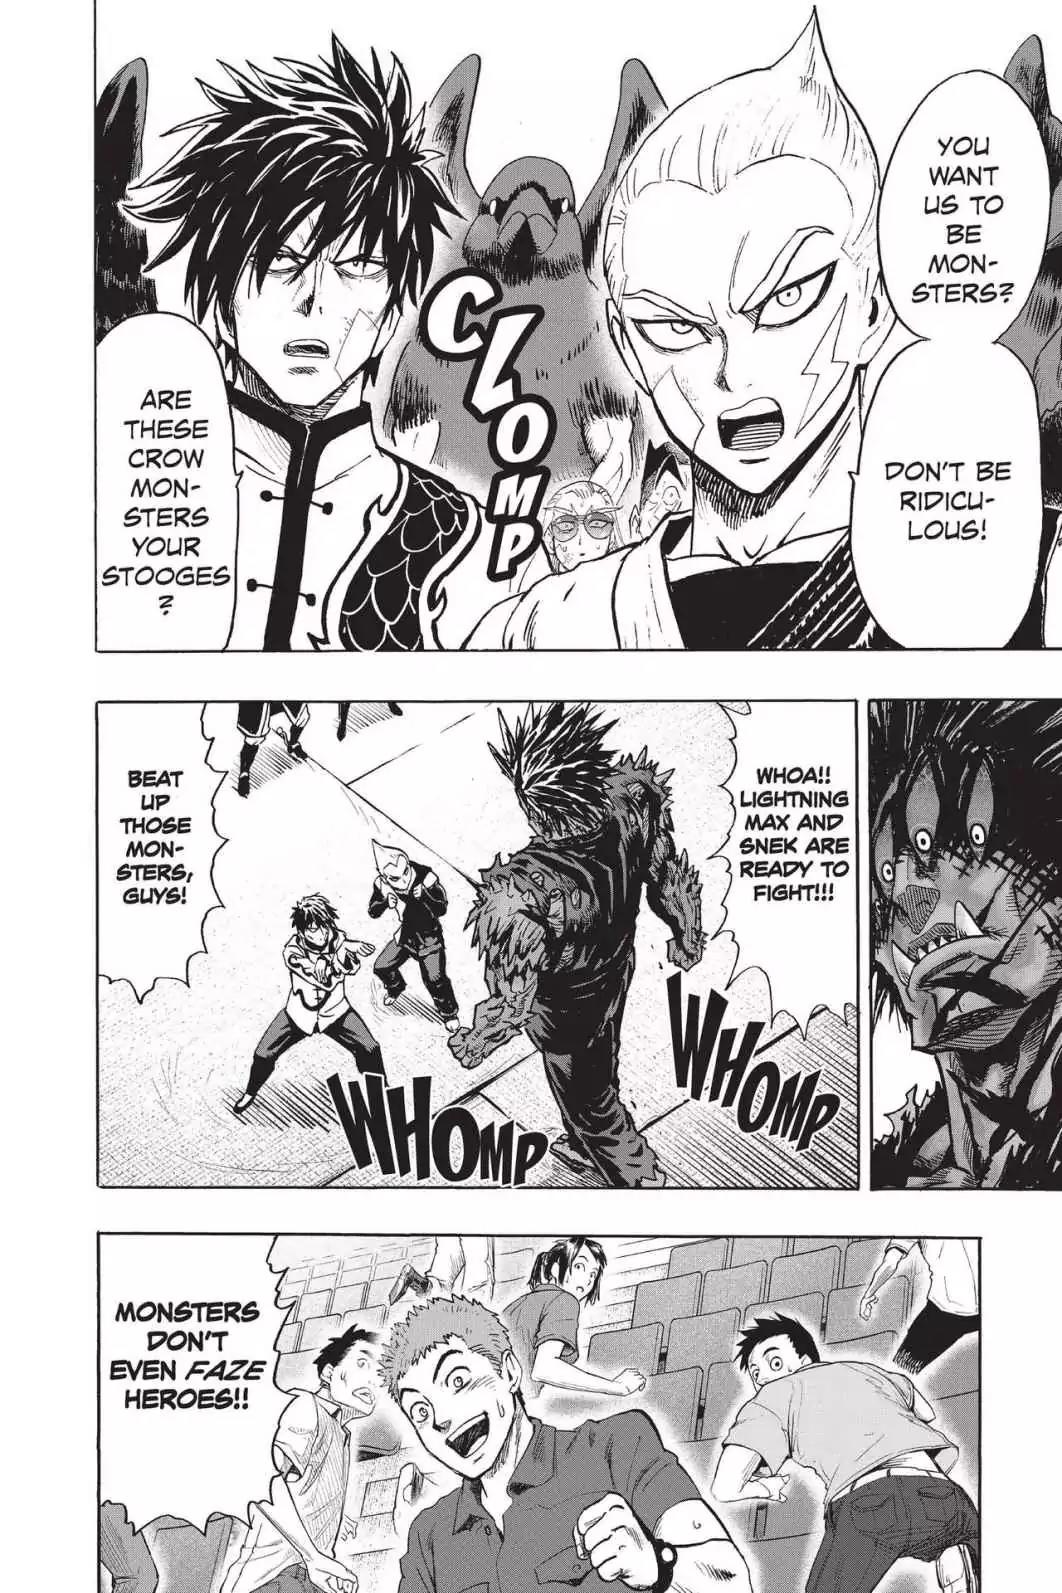 YOU
WANT
US TO
BE
MON-
STERS?
DON'T BE
RIDICU-
LOUS!
CLOMP
ARE
THESE
CROW
MON-
STERS
YOUR
STOOGES
?
WHOA!!
LIGHTNING
MAX AND
SNEK ARE
READY TO
FIGHT!!!
BEAT
UP
THOSE
MON-
STERS,
GUYS!
WHOMP
WHOMP
MONSTERS
DON'T
EVEN FAZE
HEROES!!